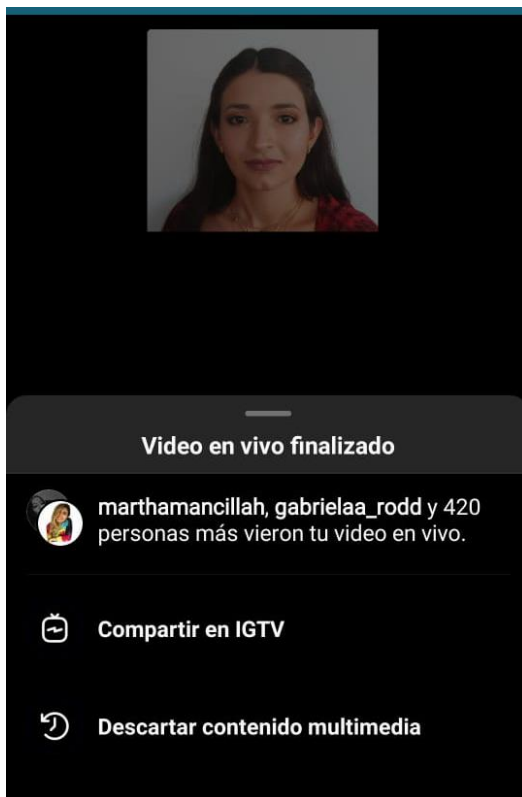 Video en vivo finalizado
marthamancillah, gabrielaa_rodd y 420
personas más vieron tu video en vivo.
Compartir en IGTV
Descartar contenido multimedia